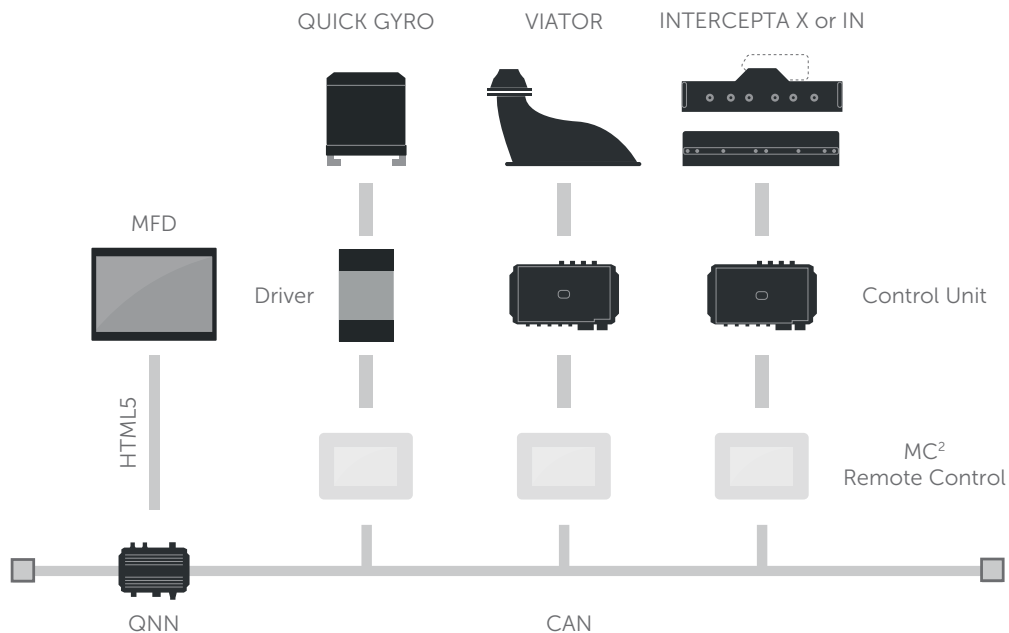 QUICK GYRO
VIATOR
INTERCEPTA X or IN
MFD
Driver
Control Unit
HTML5
MC²
Remote Control
QNN
CAN